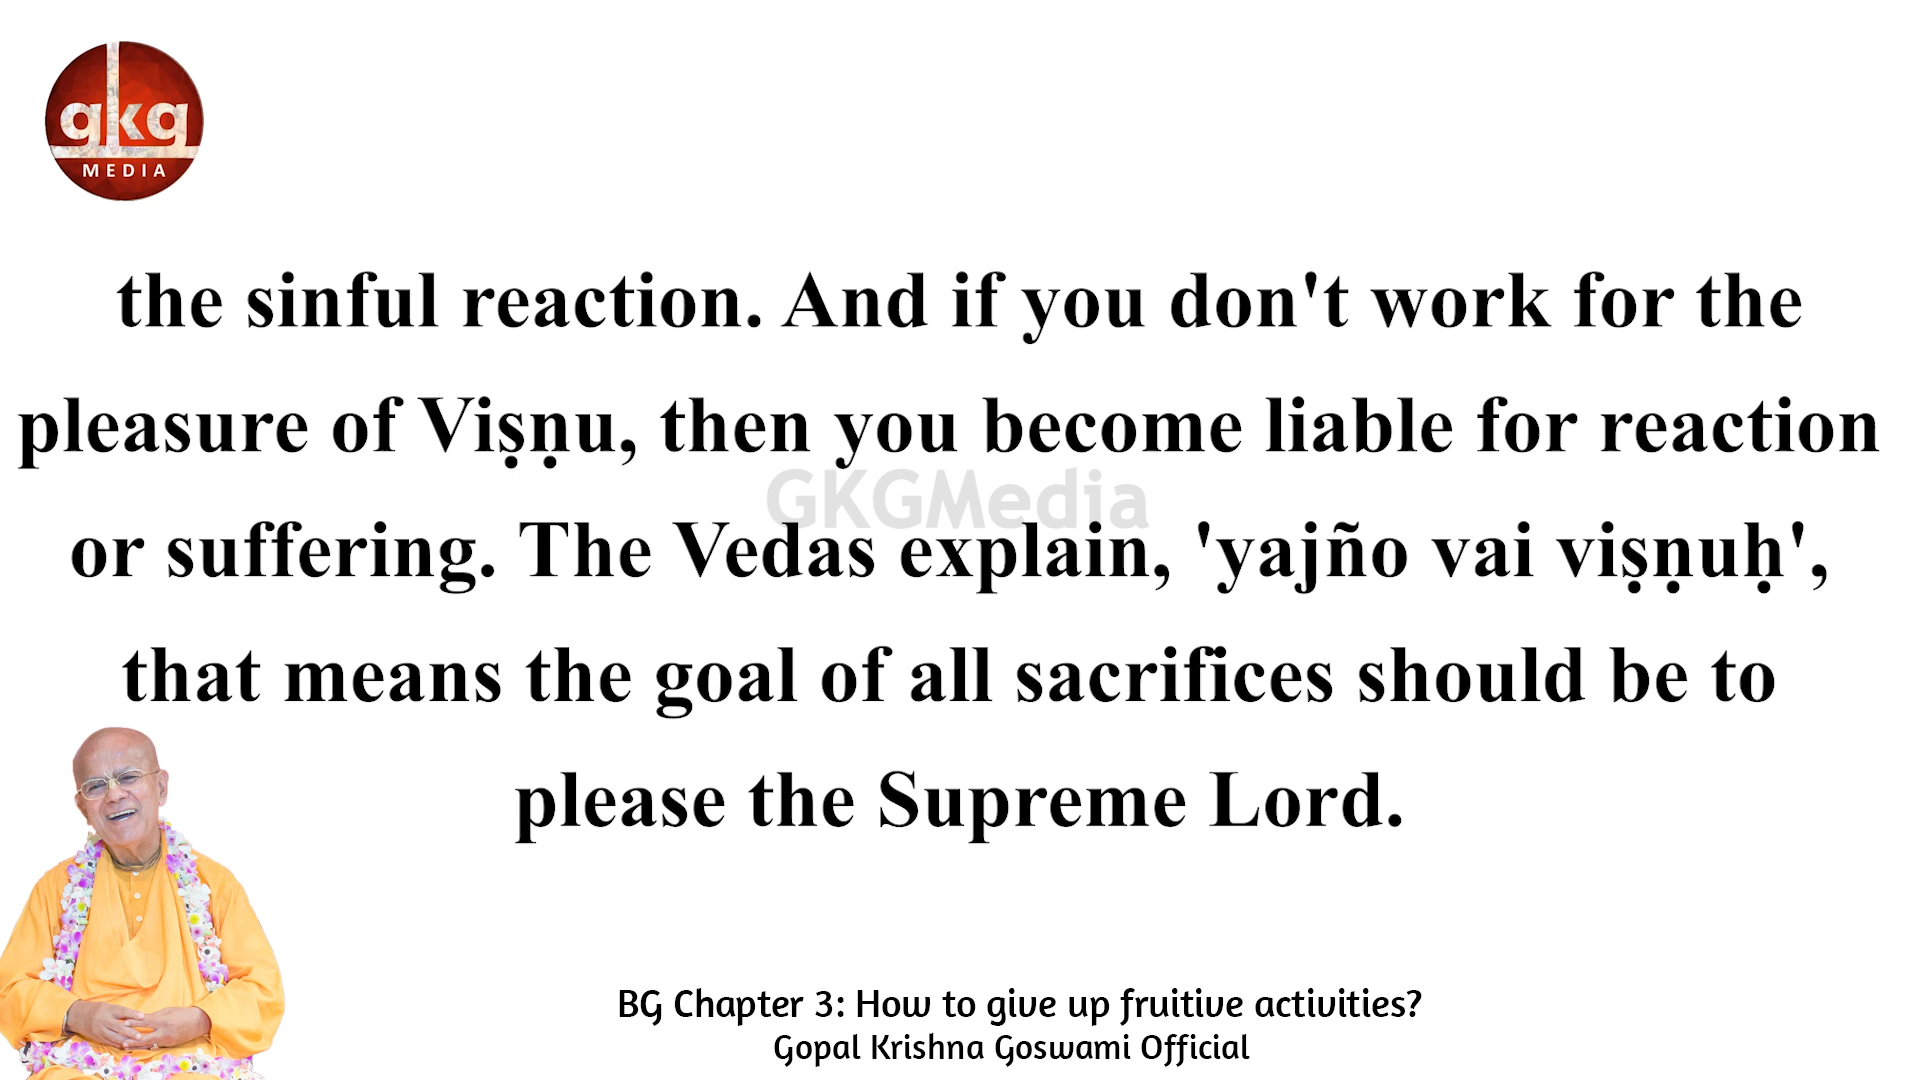 gkg
MEDIA
the sinful reaction. And if you don't work for the
pleasure of Viṣṇu, then you become liable for reaction
GKGMedia
or suffering. The Vedas explain, 'yajño vai viṣṇuḥ',
that means the goal of all sacrifices should be to
please the Supreme Lord.
BG Chapter 3: How to give up fruitive activities?
Gopal Krishna Goswami Official